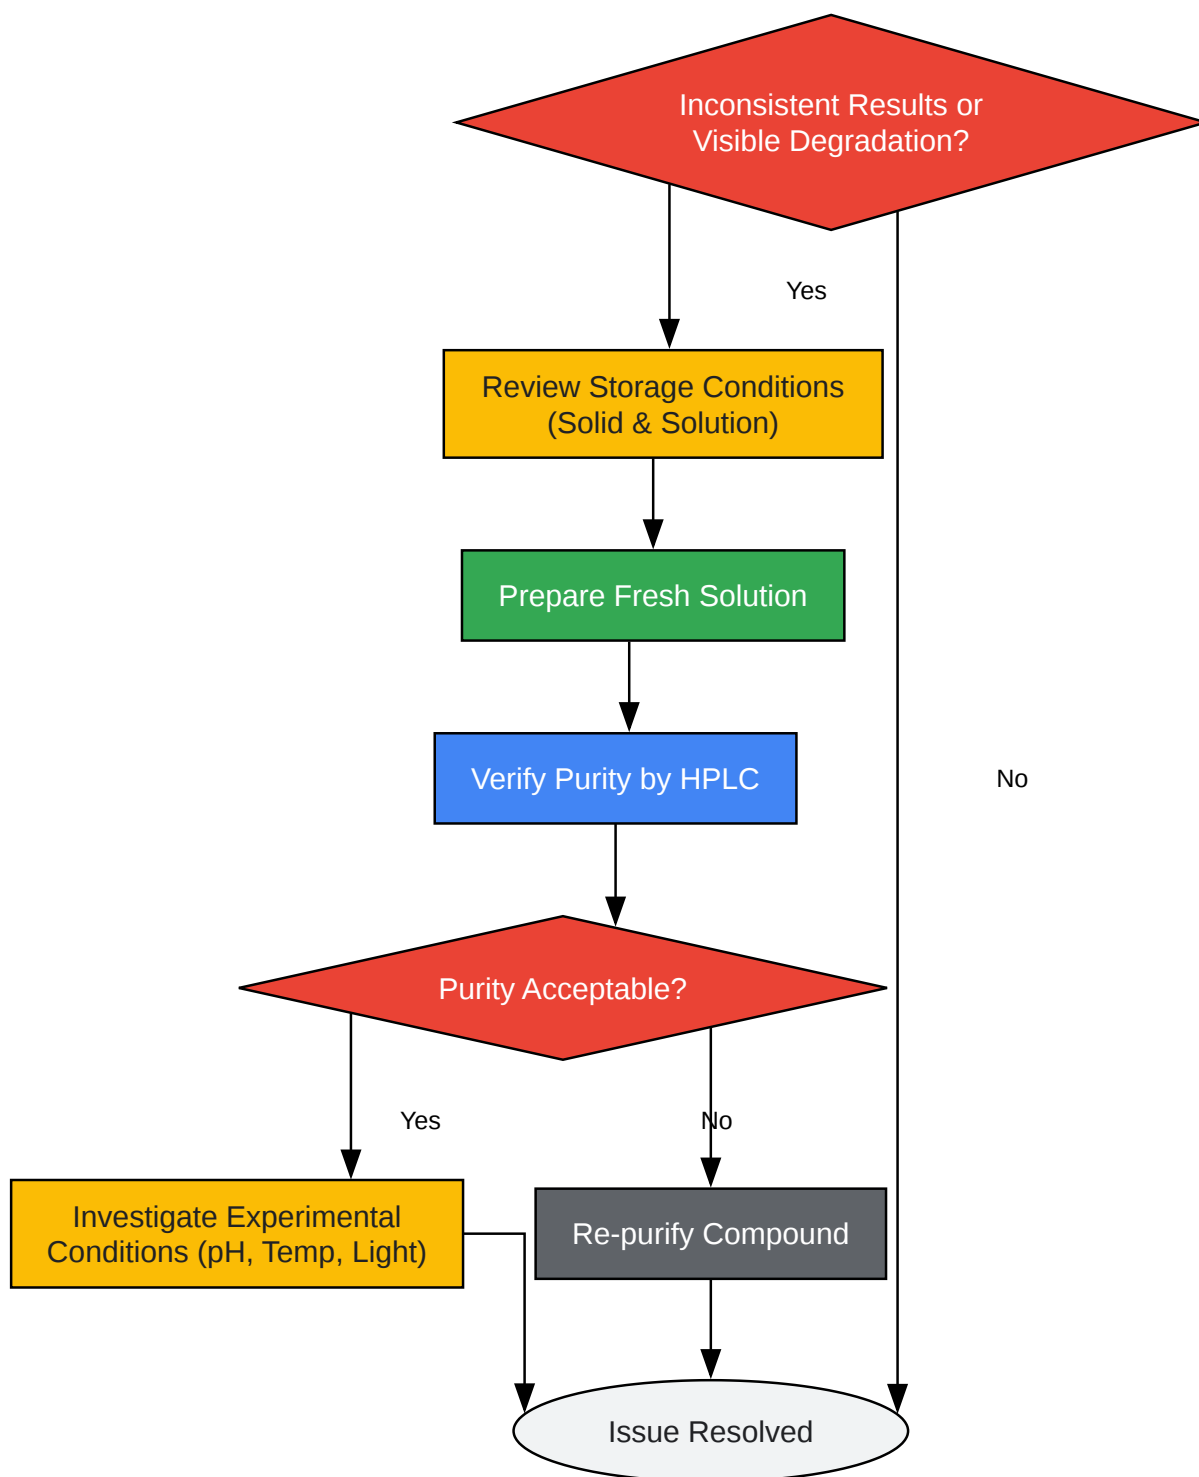 Inconsistent Results or
Visible Degradation?
Yes
Review Storage Conditions
(Solid & Solution)
Prepare Fresh Solution
Verify Purity by HPLC
No
Purity Acceptable?
Yes
No
Investigate Experimental
Conditions (pH, Temp, Light)
Re-purify Compound
Issue Resolved